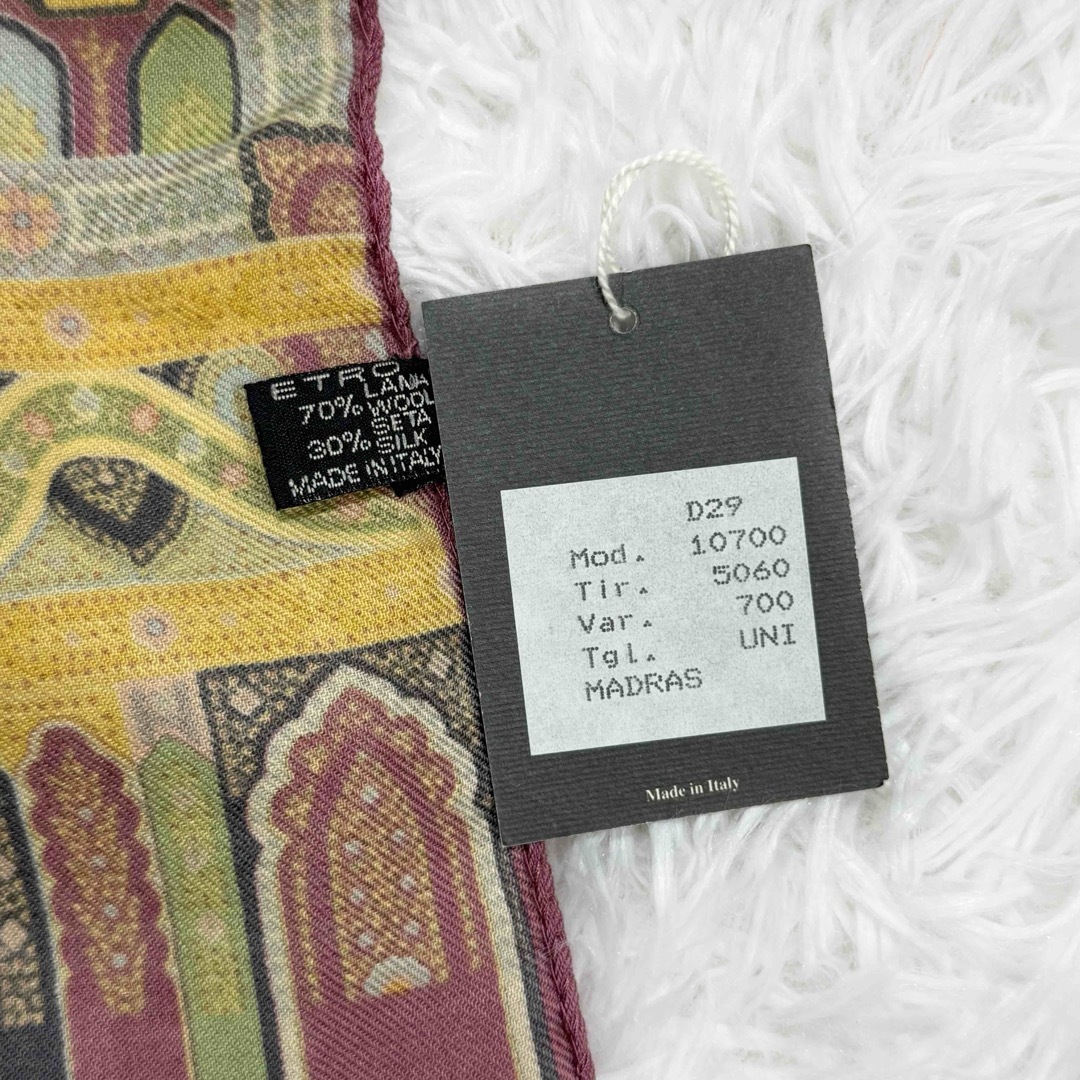 ETRO
LANA
70% WOOL
SETA
30% SILK
MADE IN ITALY
D29
Mod. 10700
Tir. 5060
Var. 700
Tgl. UNI
MADRAS
Made in Italy